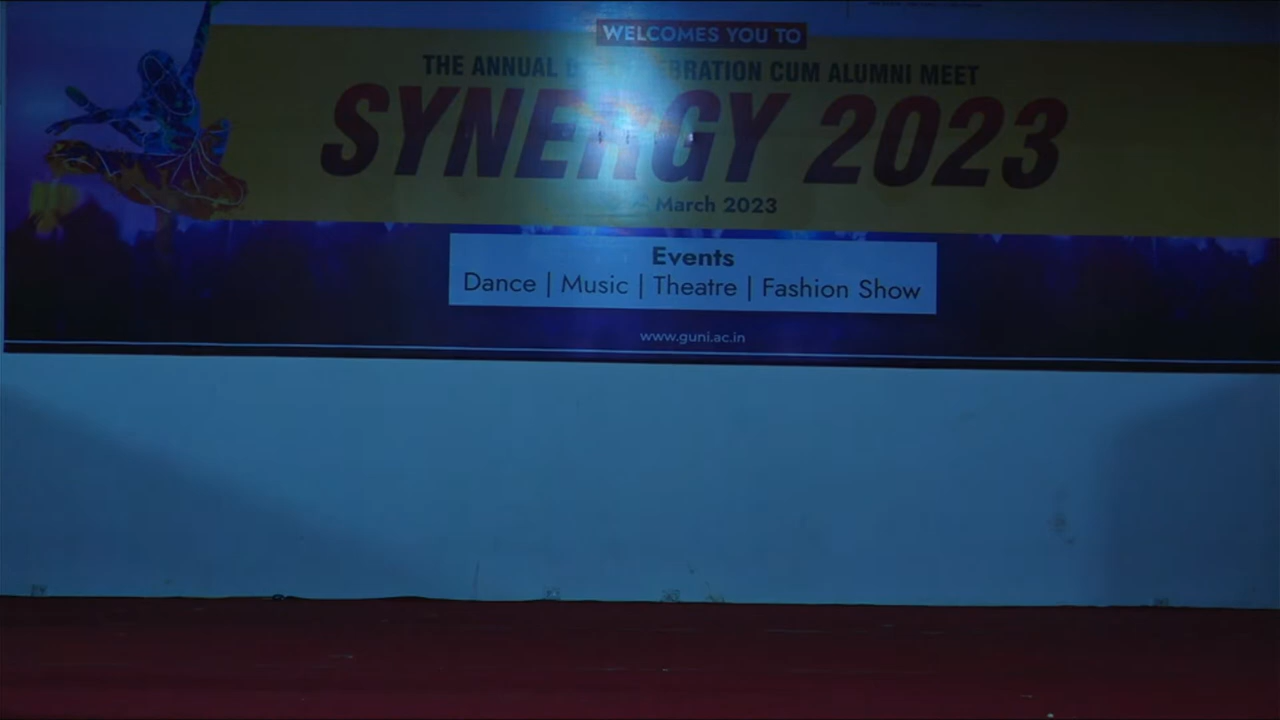 WELCOMES YOU TO
THE ANNUAL BRATION CUM ALUMNI MEET
SYNERGY 2023
March 2023
Events
Dance | Music | Theatre | Fashion Show
www.guni.ac.in